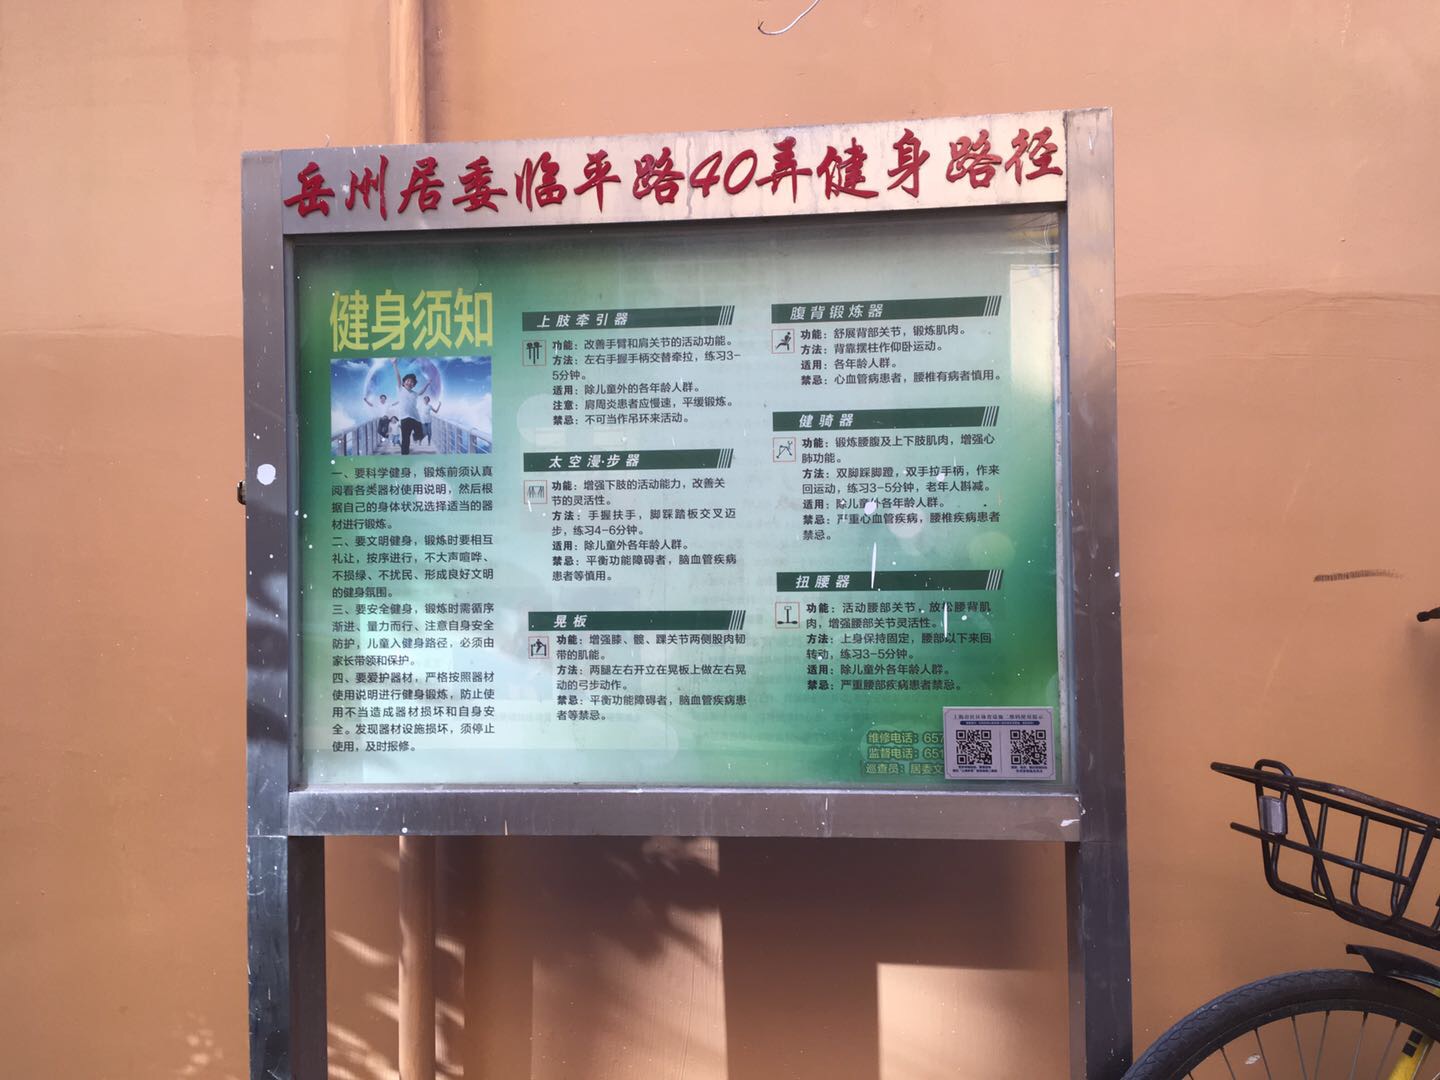 岳州居委临平路40弄健身路径
健身须知
一、要科学健身，锻炼前须认真
阅看各类器材使用说明，然后根
据自己的身体状况选择适当的器
材进行锻炼。
二、要文明健身，锻炼时要相互
礼让，按序进行，不大声喧哗、
不损绿、不扰民、形成良好文明
的健身氛围。
三、要安全健身，锻炼时需循序
渐进、量力而行、注意自身安全
防护，儿童入健身路径，必须由
家长带领和保护。
四、要爱护器材，严格按照器材
使用说明进行健身锻炼，防止使
用不当造成器材损坏和自身安
全。发现器材设施损坏，须停止
使用，及时报修。
上肢牵引器
功能：改善手臂和肩关节的活动功能。
方法：左右手握手柄交替牵拉，练习3-
5分钟。
适用：除儿童外的各年龄人群。
注意：肩周炎患者应慢速，平缓锻炼。
禁忌：不可当作吊环来活动。
太空漫·步器
功能：增强下肢的活动能力，改善关
节的灵活性。
方法：手握扶手，脚踩踏板交叉迈
步，练习4-6分钟。
适用：除儿童外各年龄人群。
禁忌：平衡功能障碍者，脑血管疾病
患者等慎用。
晃板
功能：增强膝、髋、踝关节两侧股肉韧
带的肌能。
方法：两腿左右开立在晃板上做左右晃
动的弓步动作。
禁忌：平衡功能障碍者，脑血管疾病患
者等禁忌。
腹背锻炼器
功能：舒展背部关节，锻炼肌肉。
方法：背靠摆柱作仰卧运动。
适用：各年龄人群。
禁忌：心血管病患者，腰椎有病者慎用。
健骑器
功能：锻炼腰腹及上下肢肌肉，增强心
肺功能。
方法：双脚踩脚蹬，双手拉手柄，作来
回运动，练习3-5分钟，老年人斟减。
适用：除儿童外各年龄人群。
禁忌：严重心血管疾病，腰椎疾病患者
禁忌。
扭腰器
功能：活动腰部关节，放松腰背肌
肉，增强腰部关节灵活性。
方法：上身保持固定，腰部以下来回
转动，练习3-5分钟。
适用：除儿童外各年龄人群。
禁忌：严重腰部疾病患者禁忌。
维修电话：657
监督电话：651
巡查员：居委文